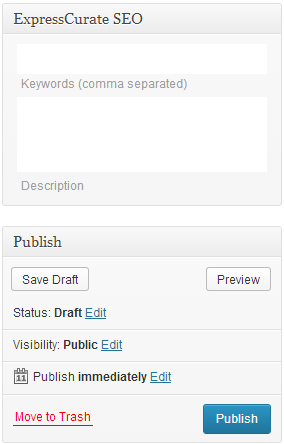 ExpressCurate SEO
Keywords (comma separated)
Description
Publish
Save Draft Preview
Status: Draft Edit
Visibility: Public Edit
11 Publish immediately Edit
Move to Trash Publish